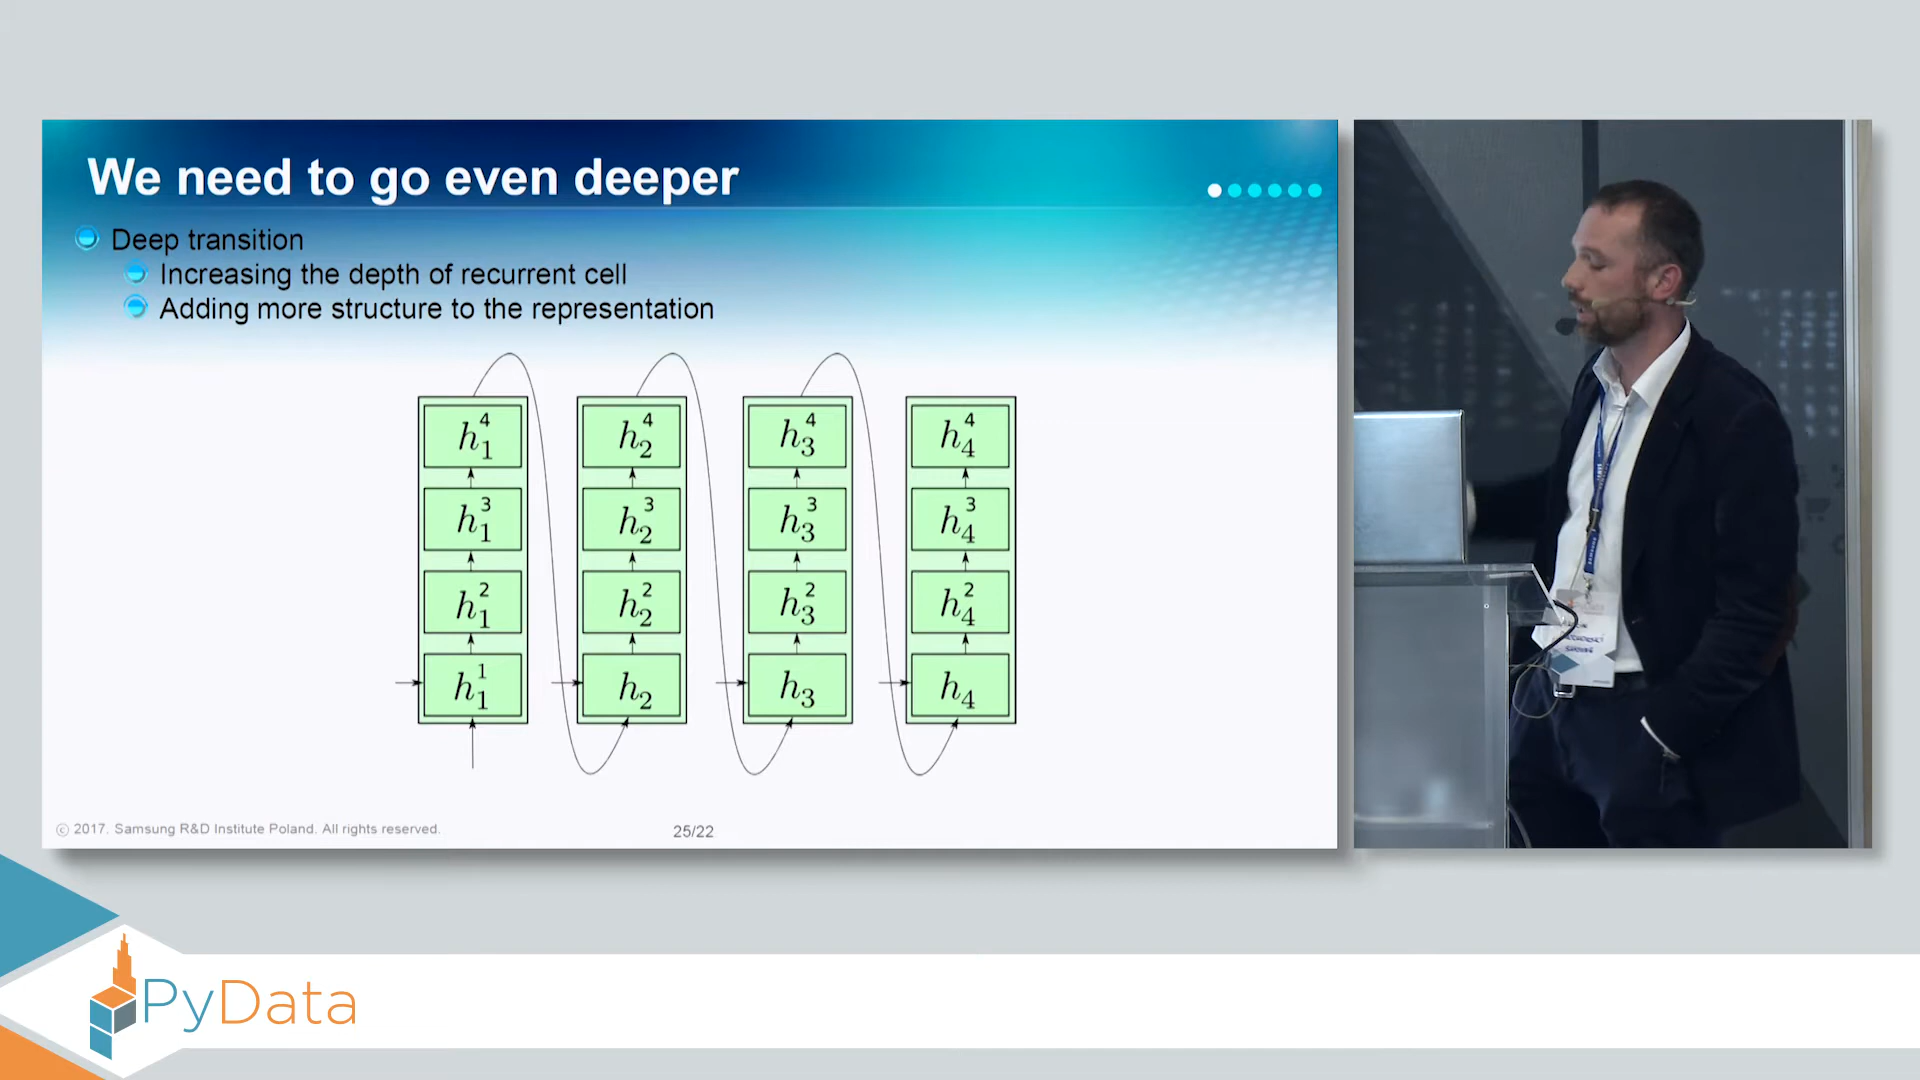 We need to go even deeper
Deep transition
Increasing the depth of recurrent cell
Adding more structure to the representation
h₁⁴ h₂⁴ h₃⁴ h₄⁴
h₁³ h₂³ h₃³ h₄³
h₁² h₂² h₃² h₄²
h₁¹ h₂ h₃ h₄
© 2017. Samsung R&D Institute Poland. All rights reserved.
25/22
PyData